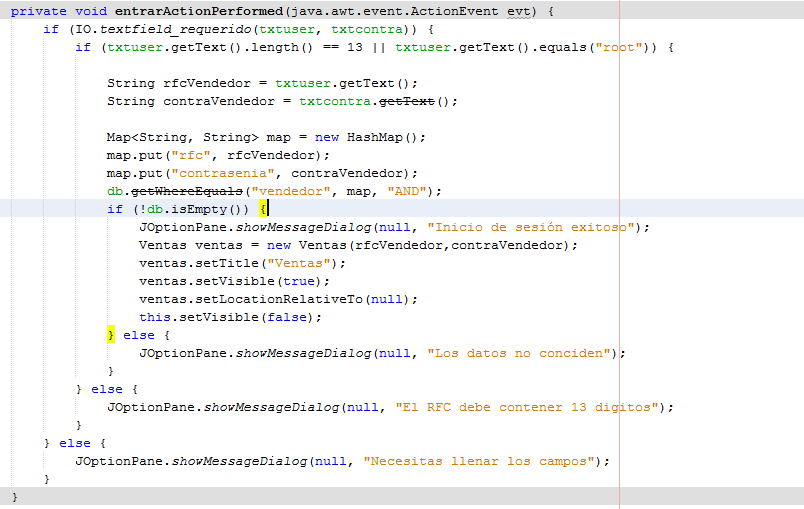 private void entrarActionPerformed(java.awt.event.ActionEvent evt) {
if (IO.textfield_requerido(txtuser, txtcontra)) {
if (txtuser.getText().length() == 13 || txtuser.getText().equals("root")) {
String rfcVendedor = txtuser.getText();
String contraVendedor = txtcontra.getText();
Map<String, String> map = new HashMap();
map.put("rfc", rfcVendedor);
map.put("contrasenia", contraVendedor);
db.getWhereEquals("vendedor", map, "AND");
if (!db.isEmpty()) {
JOptionPane.showMessageDialog(null, "Inicio de sesión exitoso");
Ventas ventas = new Ventas(rfcVendedor,contraVendedor);
ventas.setTitle("Ventas");
ventas.setVisible(true);
ventas.setLocationRelativeTo(null);
this.setVisible(false);
} else {
JOptionPane.showMessageDialog(null, "Los datos no conciden");
}
} else {
JOptionPane.showMessageDialog(null, "El RFC debe contener 13 digitos");
}
} else {
JOptionPane.showMessageDialog(null, "Necesitas llenar los campos");
}
}